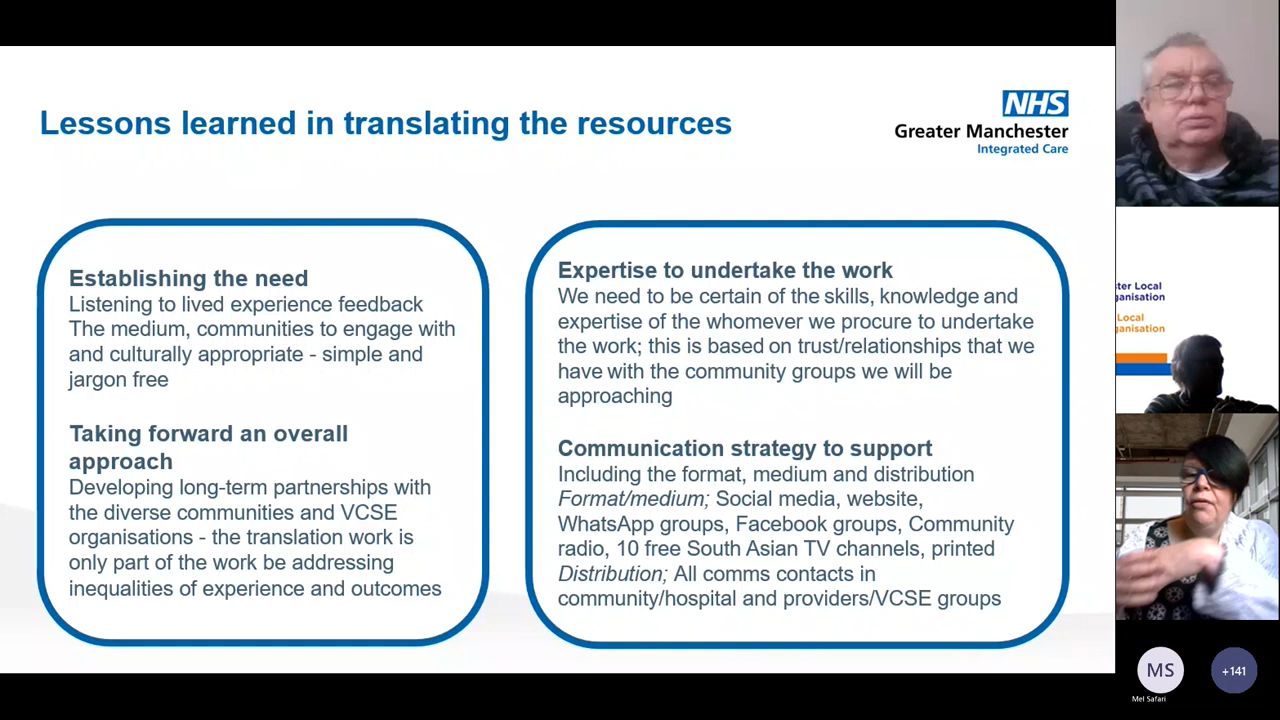 Lessons learned in translating the resources
NHS
Greater Manchester
Integrated Care
Establishing the need
Listening to lived experience feedback
The medium, communities to engage with
and culturally appropriate - simple and
jargon free
Taking forward an overall
approach
Developing long-term partnerships with
the diverse communities and VCSE
organisations - the translation work is
only part of the work be addressing
inequalities of experience and outcomes
Expertise to undertake the work
We need to be certain of the skills, knowledge and
expertise of the whomever we procure to undertake
the work; this is based on trust/relationships that we
have with the community groups we will be
approaching
Communication strategy to support
Including the format, medium and distribution
Format/medium; Social media, website,
WhatsApp groups, Facebook groups, Community
radio, 10 free South Asian TV channels, printed
Distribution; All comms contacts in
community/hospital and providers/VCSE groups
ster Local
ganisation
Local
ganisation
MS
+141
Mel Safari